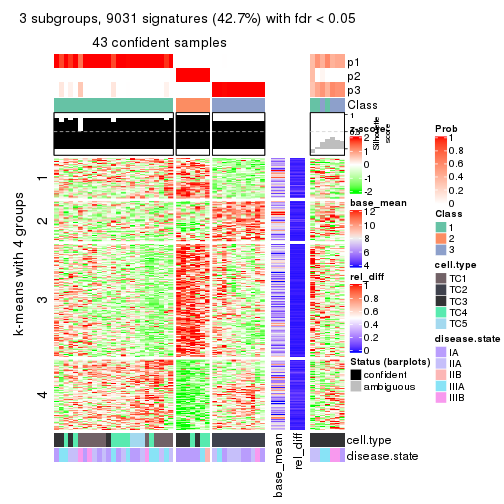 3 subgroups, 9031 signatures (42.7%) with fdr < 0.05
43 confident samples
p1
p2
p3
Class
1
0.5
0
Silhouette
score
k-means with 4 groups
1
2
3
4
cell.type
disease.state
base_mean
rel_diff
z-score
2
1
0
-1
-2
base_mean
12
10
8
6
4
rel_diff
1
0.8
0.6
0.4
0.2
0
Status (barplots)
confident
ambiguous
Prob
1
0.8
0.6
0.4
0.2
0
Class
1
2
3
cell.type
TC1
TC2
TC3
TC4
TC5
disease.state
IA
IIA
IIB
IIIA
IIIB